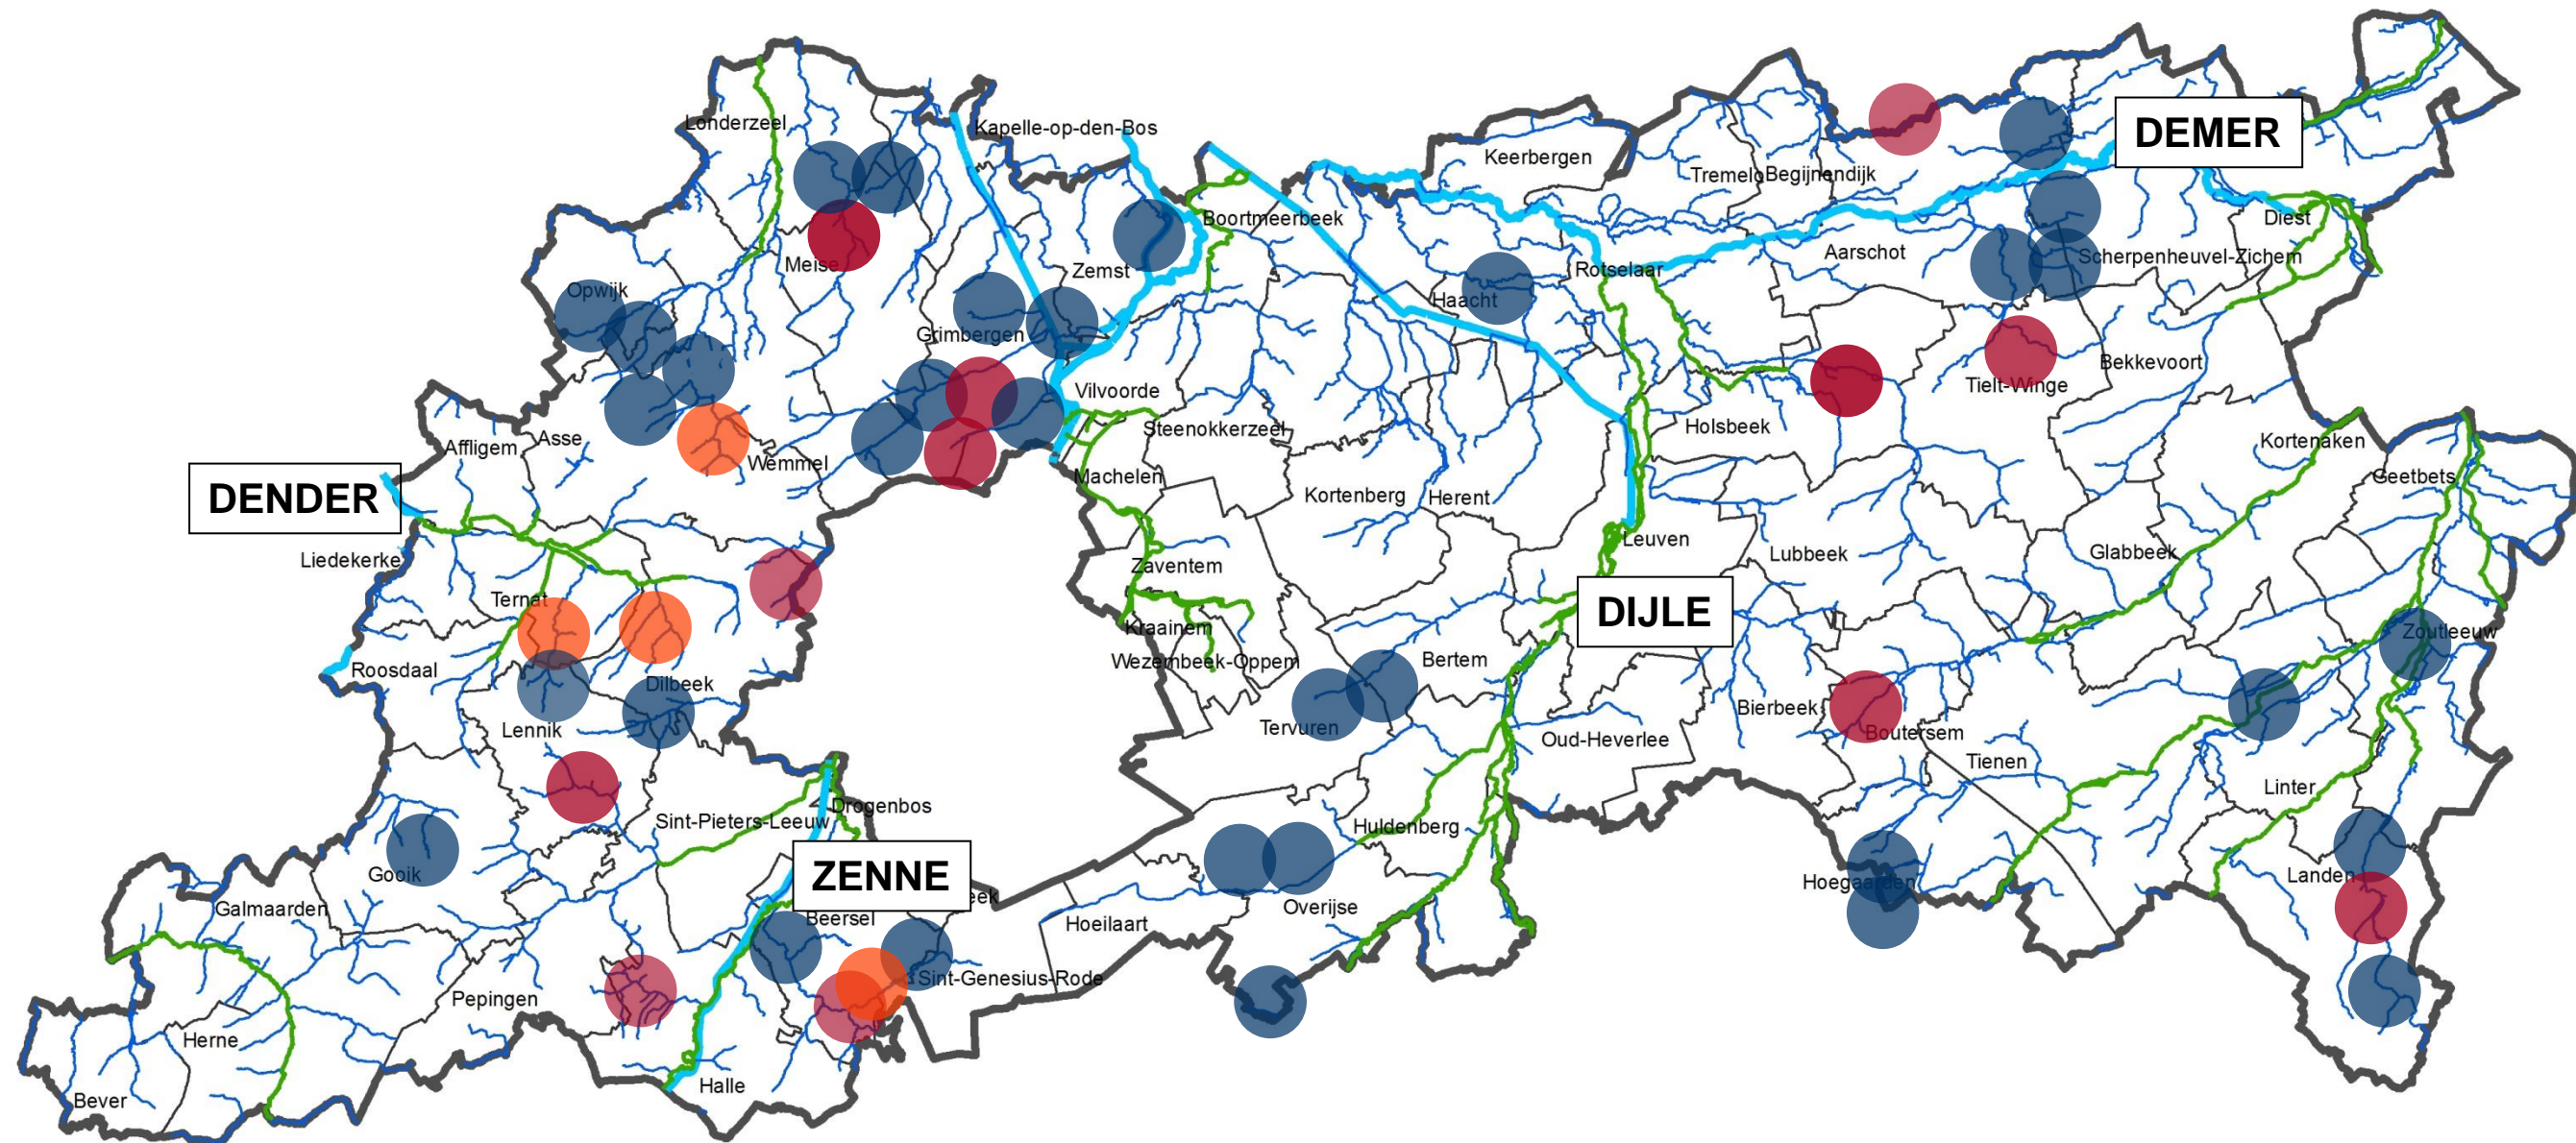 Londerzeel
Kapelle-op-den-Bos
DEMER
Keerbergen
Tremelo
Begijnendijk
Boortmeerbeek
Diest
Meise
Zemst
Rotselaar
Aarschot
Scherpenheuvel-Zichem
Opwijk
Haacht
Grimbergen
Bekkevoort
Vilvoorde
Tielt-Winge
Steenokkerzeel
Holsbeek
Affligem
Asse
Wemmel
Kortenaken
Machelen
Geetbets
DENDER
Kortenberg
Herent
Leuven
Lubbeek
Glabbeek
Liedekerke
Zaventem
Ternat
DIJLE
Kraainem
Zoutleeuw
Wezembeek-Oppem
Bertem
Roosdaal
Dilbeek
Lennik
Tervuren
Bierbeek
Boutersem
Oud-Heverlee
Tienen
Linter
Drogenbos
Sint-Pieters-Leeuw
Huldenberg
Gooik
ZENNE
Hoegaarden
Landen
eek
Galmaarden
Beersel
Hoeilaart
Overijse
Sint-Genesius-Rode
Pepingen
Herne
Halle
Bever